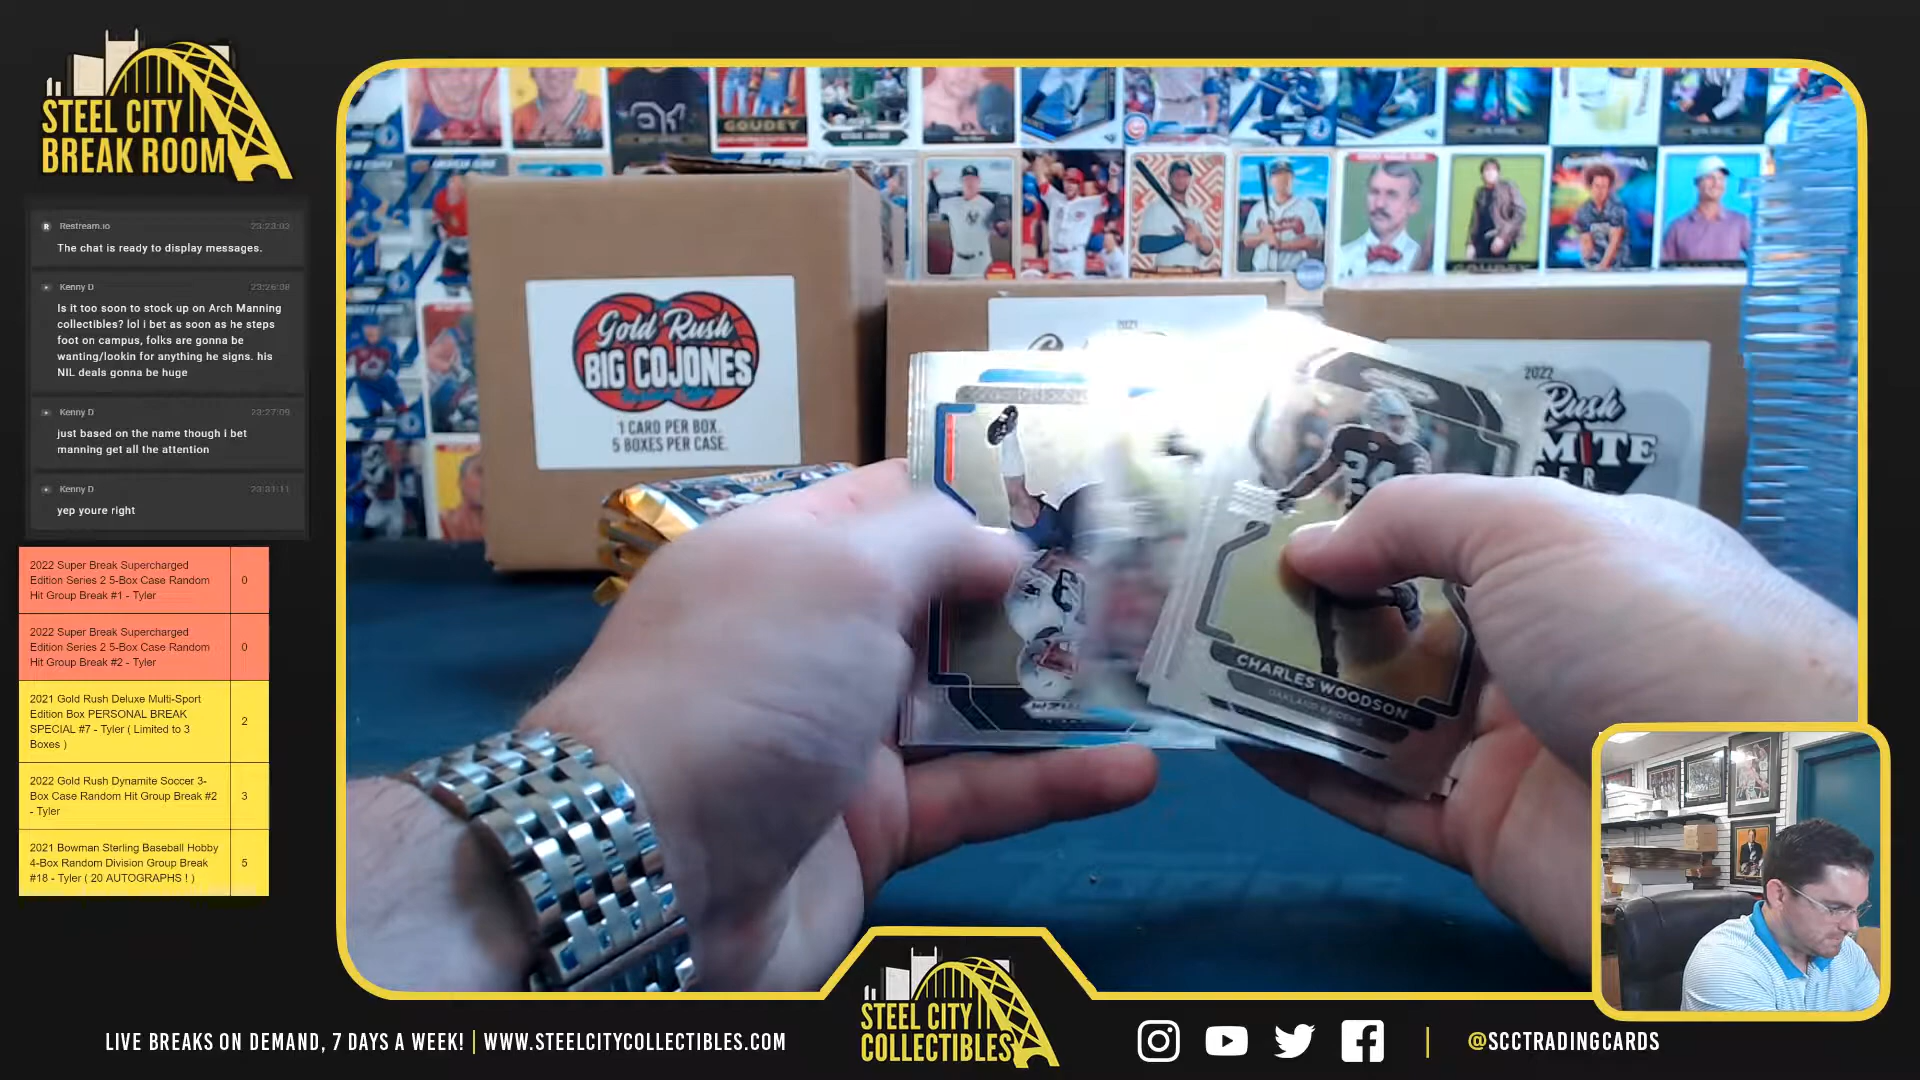 STEEL CITY
BREAK ROOM
Restream.io 23:23:03
The chat is ready to display messages.
Kenny D 23:26:38
Is it too soon to stock up on Arch Manning
collectibles? lol i bet as soon as he steps
foot on campus, folks are gonna be
wanting/lookin for anything he signs. his
NIL deals gonna be huge
Kenny D 23:27:09
just based on the name though i bet
manning get all the attention
Kenny D 23:31:11
yep youre right
2022 Super Break Supercharged
Edition Series 2 5-Box Case Random
Hit Group Break #1 - Tyler
0
2022 Super Break Supercharged
Edition Series 2 5-Box Case Random
Hit Group Break #2 - Tyler
0
2021 Gold Rush Deluxe Multi-Sport
Edition Box PERSONAL BREAK
SPECIAL #7 - Tyler ( Limited to 3
Boxes )
2
2022 Gold Rush Dynamite Soccer 3-
Box Case Random Hit Group Break #2
- Tyler
3
2021 Bowman Sterling Baseball Hobby
4-Box Random Division Group Break
#18 - Tyler ( 20 AUTOGRAPHS ! )
5
GOUDEY
Gold Rush
BIG COJONES
1 CARD PER BOX.
5 BOXES PER CASE.
2021
2022
Rush
MITE
CHARLES WOODSON
OAKLAND RAIDERS
24
LIVE BREAKS ON DEMAND, 7 DAYS A WEEK! | WWW.STEELCITYCOLLECTIBLES.COM
STEEL CITY
COLLECTIBLES
| @SCCTRADINGCARDS